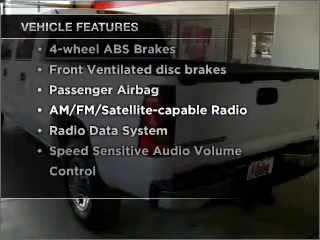 VEHICLE FEATURES
• 4-wheel ABS Brakes
• Front Ventilated disc brakes
• Passenger Airbag
• AM/FM/Satellite-capable Radio
• Radio Data System
• Speed Sensitive Audio Volume
Control